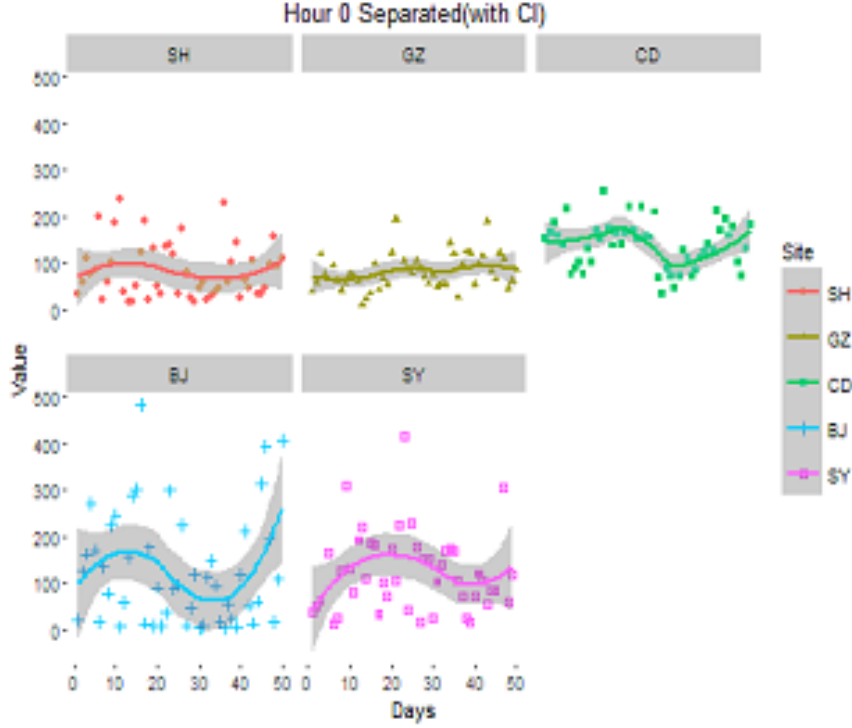 Hour 0 Separated(with CI)
SH GZ CD
500
400
300
200
100
0
Value
BJ SY
500
400
300
200
100
0
0 10 20 30 40 50 0 10 20 30 40 50
Days
Site
SH
GZ
CD
BJ
SY